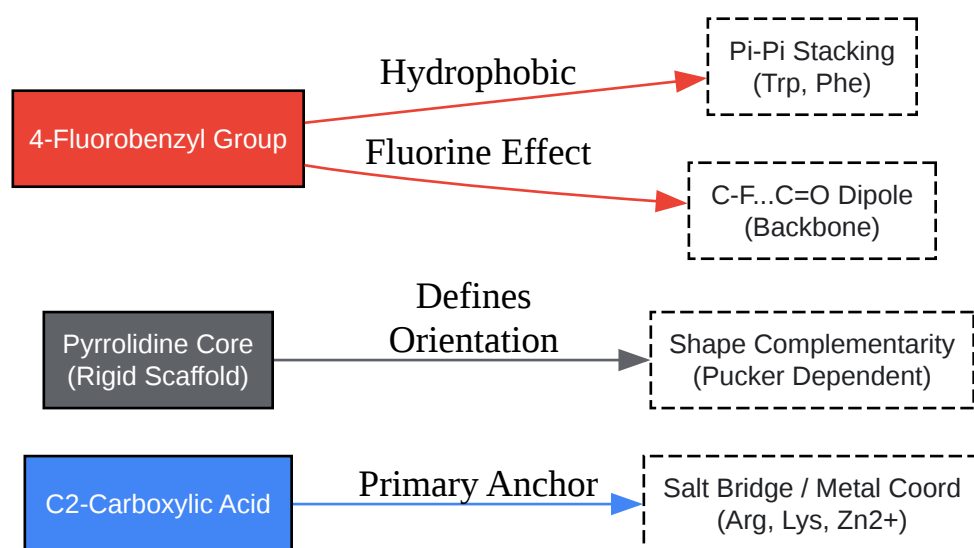 4-Fluorobenzyl Group
Hydrophobic
Pi-Pi Stacking
(Trp, Phe)
Fluorine Effect
C-F...C=O Dipole
(Backbone)
Pyrrolidine Core
(Rigid Scaffold)
Defines
Orientation
Shape Complementarity
(Pucker Dependent)
C2-Carboxylic Acid
Primary Anchor
Salt Bridge / Metal Coord
(Arg, Lys, Zn2+)